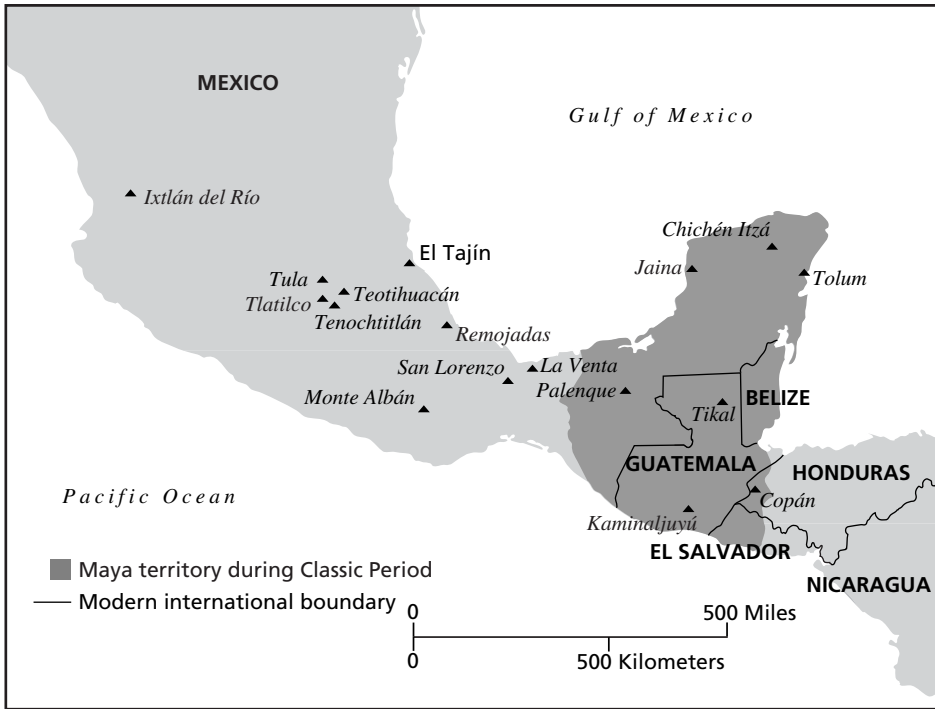 MEXICO
Gulf of Mexico
Ixtlán del Río
Chichén Itzá
El Tajín
Jaina
Tolum
Tula
Teotihuacán
Tlatilco
Tenochtitlán
Remojadas
San Lorenzo
La Venta
Palenque
Monte Albán
Tikal
BELIZE
GUATEMALA
HONDURAS
Pacific Ocean
Copán
Kaminaljuyú
EL SALVADOR
Maya territory during Classic Period
NICARAGUA
Modern international boundary
0
500 Miles
0
500 Kilometers